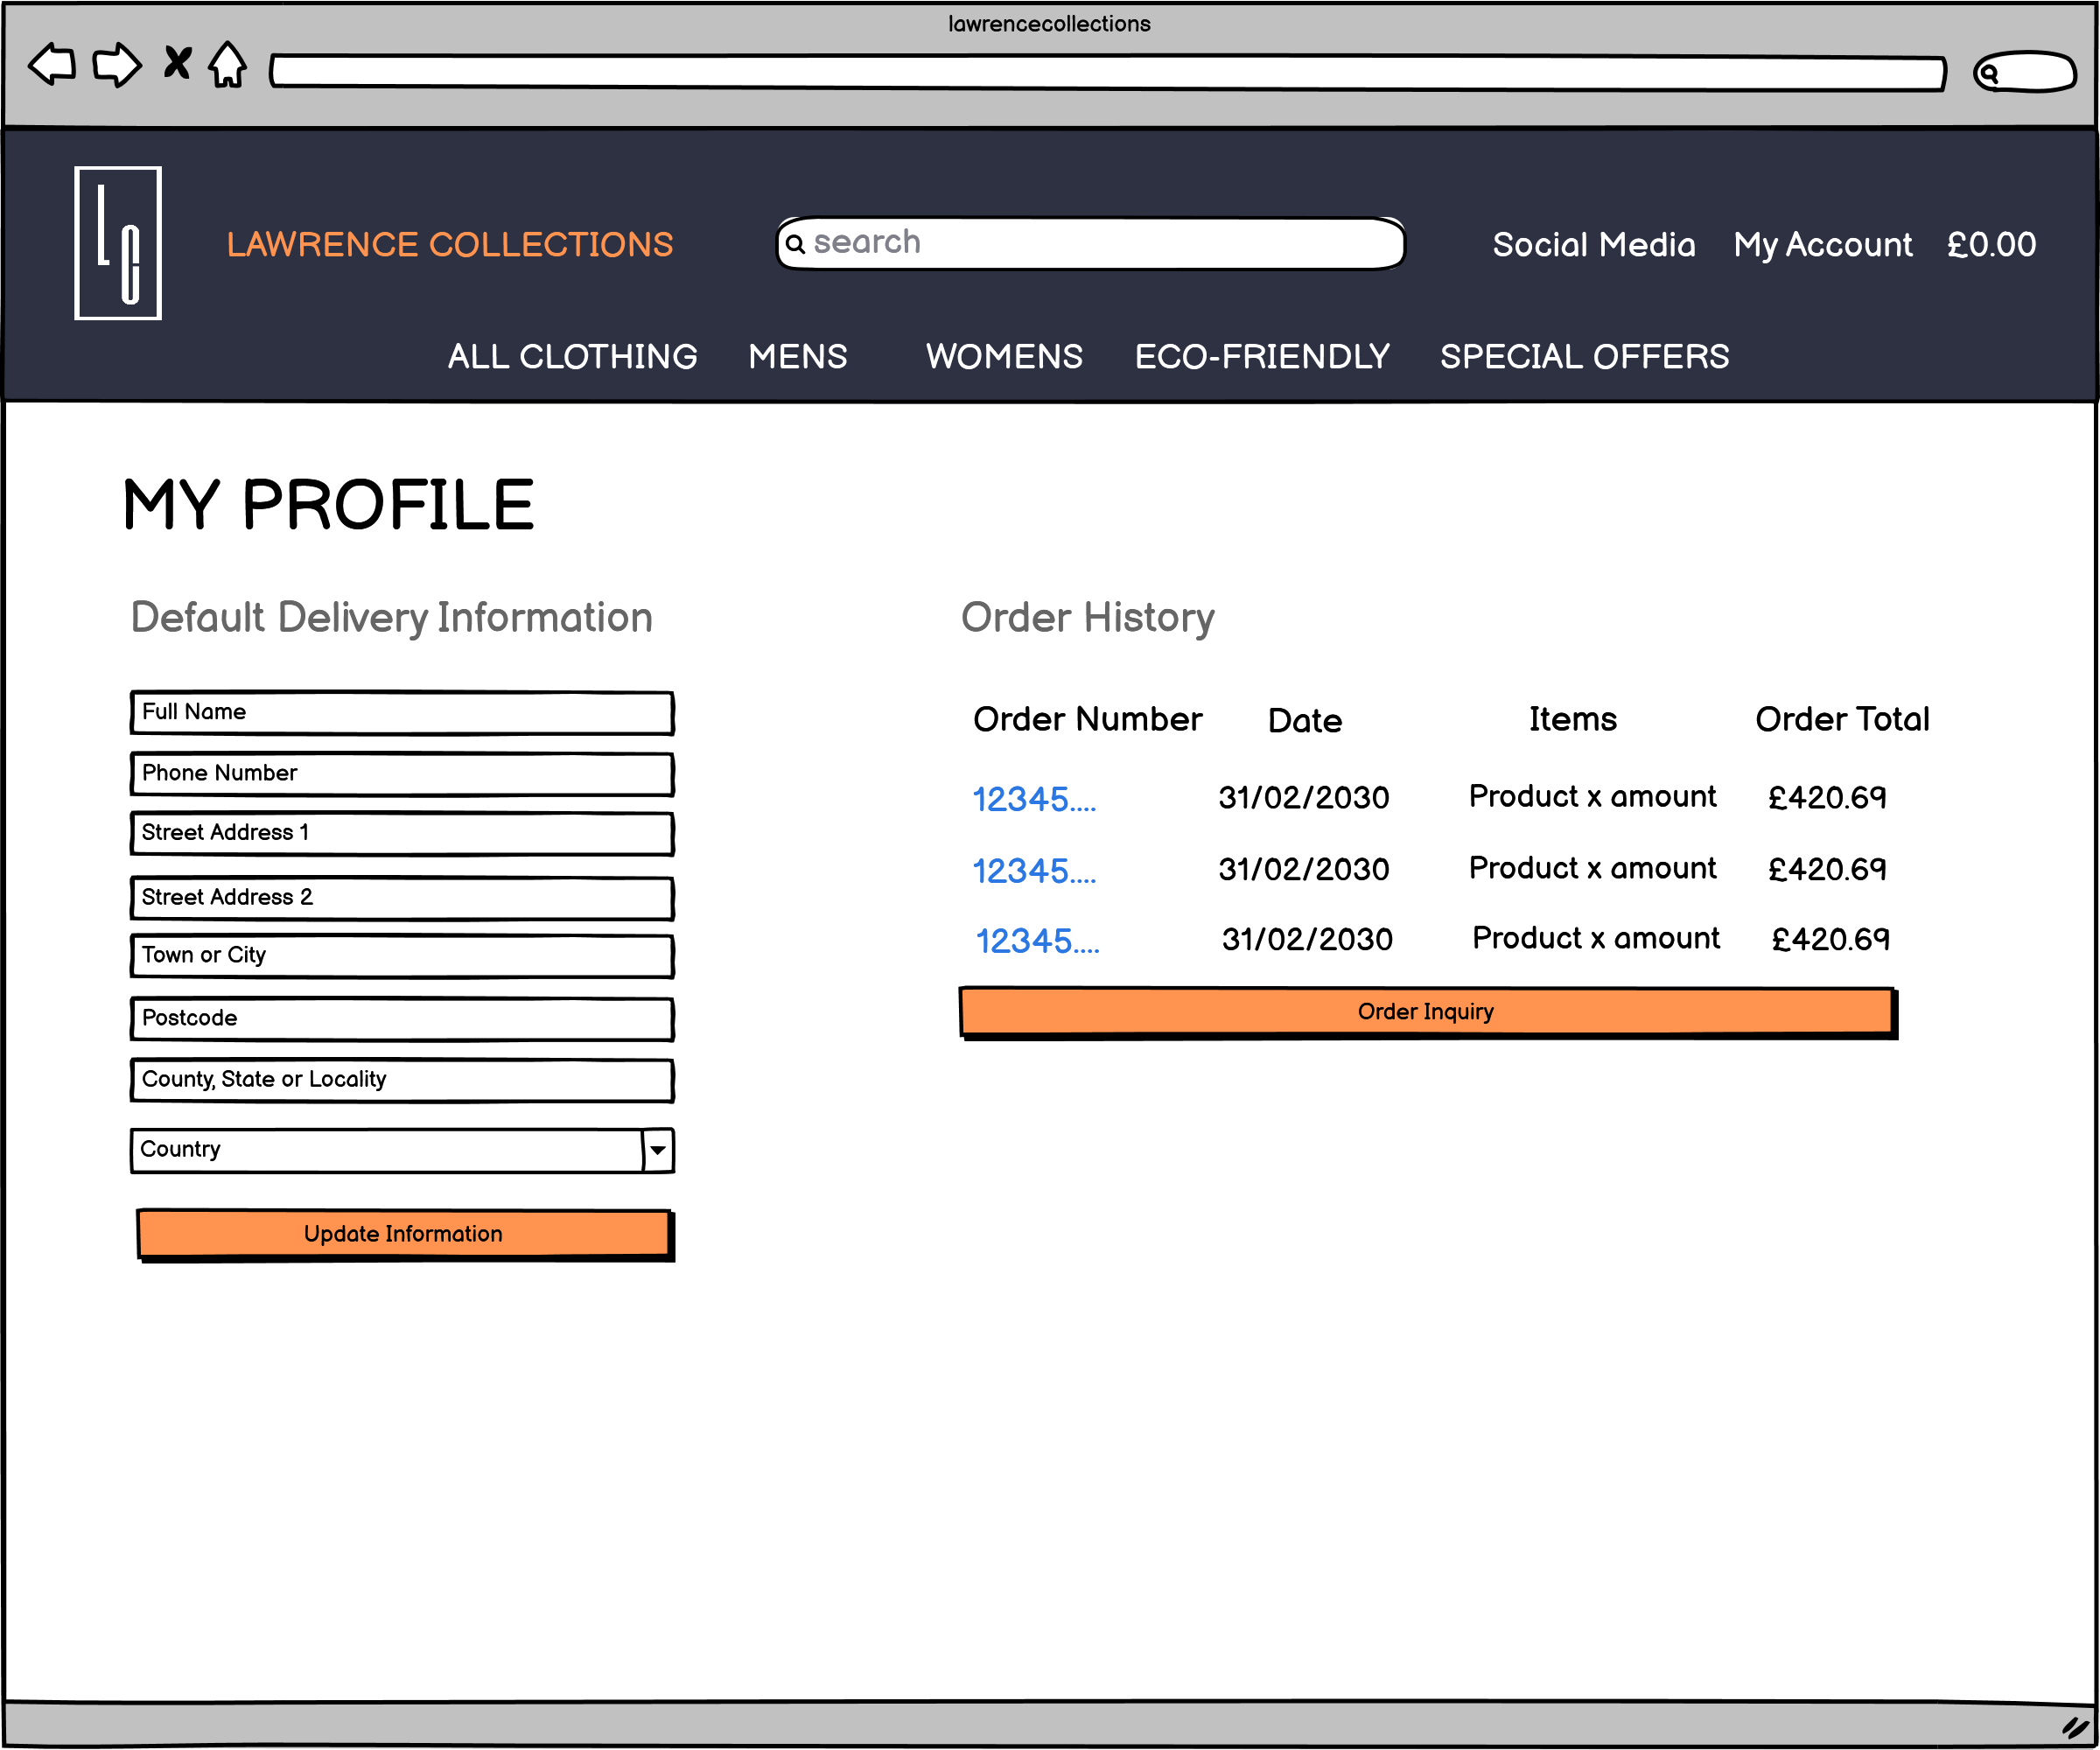 lawrencecollections
LC
LAWRENCE COLLECTIONS
search
Social Media
My Account
£0.00
ALL CLOTHING
MENS
WOMENS
ECO-FRIENDLY
SPECIAL OFFERS
MY PROFILE
Default Delivery Information
Full Name
Phone Number
Street Address 1
Street Address 2
Town or City
Postcode
County, State or Locality
Country
Update Information
Order History
Order Number Date Items Order Total
12345.... 31/02/2030 Product x amount £420.69
12345.... 31/02/2030 Product x amount £420.69
12345.... 31/02/2030 Product x amount £420.69
Order Inquiry